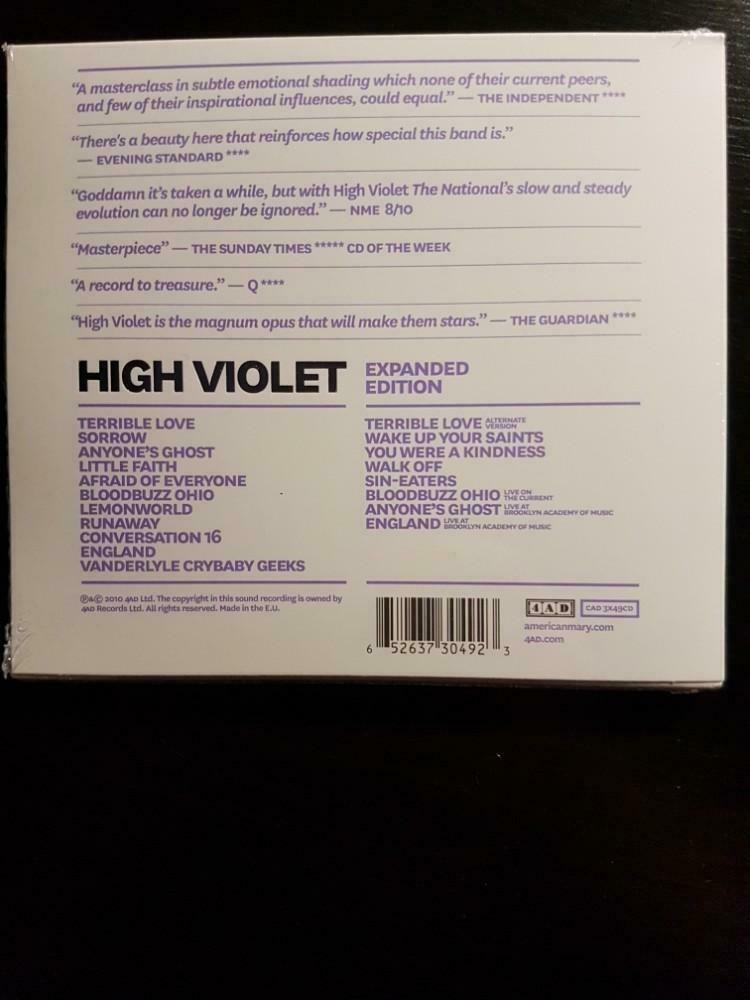 “A masterclass in subtle emotional shading which none of their current peers,
and few of their inspirational influences, could equal.” — THE INDEPENDENT ****
“There's a beauty here that reinforces how special this band is.”
— EVENING STANDARD ****
“Goddamn it's taken a while, but with High Violet The National's slow and steady
evolution can no longer be ignored.” — NME 8/10
“Masterpiece” — THE SUNDAY TIMES ***** CD OF THE WEEK
“A record to treasure.” — Q ****
“High Violet is the magnum opus that will make them stars.” — THE GUARDIAN ****
HIGH VIOLET
TERRIBLE LOVE
SORROW
ANYONE'S GHOST
LITTLE FAITH
AFRAID OF EVERYONE
BLOODBUZZ OHIO
LEMONWORLD
RUNAWAY
CONVERSATION 16
ENGLAND
VANDERLYLE CRYBABY GEEKS
EXPANDED
EDITION
TERRIBLE LOVE ALTERNATE VERSION
WAKE UP YOUR SAINTS
YOU WERE A KINDNESS
WALK OFF
SIN-EATERS
BLOODBUZZ OHIO LIVE ON THE CURRENT
ANYONE'S GHOST LIVE AT BROOKLYN ACADEMY OF MUSIC
ENGLAND LIVE AT BROOKLYN ACADEMY OF MUSIC
℗&© 2010 4AD Ltd. The copyright in this sound recording is owned by
4AD Records Ltd. All rights reserved. Made in the E.U.
6 52637 30492 3
4AD
CAD 3X49CD
americanmary.com
4AD.com